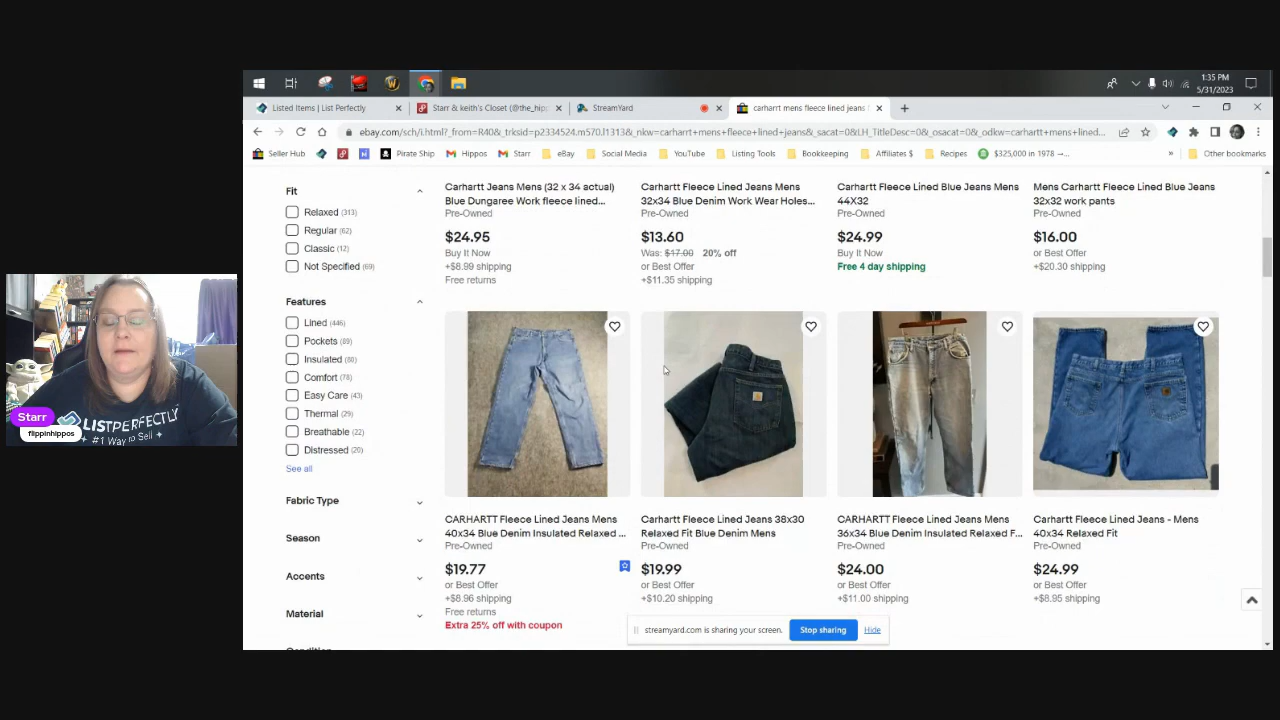 1:35 PM
5/31/2023
Listed Items | List Perfectly
Starr & keith's Closet (@the_hip
StreamYard
carharrt mens fleece lined jeans f
ebay.com/sch/i.html?_from=R40&_trksid=p2334524.m570.l1313&_nkw=carharrt+mens+fleece+lined+jeans&_sacat=0&LH_TitleDesc=0&_osacat=0&_odkw=carhartt+mens+lined...
Seller Hub
Pirate Ship
Hippos
Starr
eBay
Social Media
YouTube
Listing Tools
Bookkeeping
Affiliates $
Recipes
$325,000 in 1978 →...
»
Other bookmarks
Fit
Relaxed (313)
Regular (62)
Classic (12)
Not Specified (69)
Features
Lined (446)
Pockets (89)
Insulated (80)
Comfort (78)
Easy Care (43)
Thermal (29)
Breathable (22)
Distressed (20)
See all
Fabric Type
Season
Accents
Material
Carhartt Jeans Mens (32 x 34 actual)
Blue Dungaree Work fleece lined...
Pre-Owned
$24.95
Buy It Now
+$8.99 shipping
Free returns
Carhartt Fleece Lined Jeans Mens
32x34 Blue Denim Work Wear Holes...
Pre-Owned
$13.60
Was: $17.00 20% off
or Best Offer
+$11.35 shipping
Carhartt Fleece Lined Blue Jeans Mens
44X32
Pre-Owned
$24.99
Buy It Now
Free 4 day shipping
Mens Carhartt Fleece Lined Blue Jeans
32x32 work pants
Pre-Owned
$16.00
or Best Offer
+$20.30 shipping
CARHARTT Fleece Lined Jeans Mens
40x34 Blue Denim Insulated Relaxed ...
Pre-Owned
$19.77
or Best Offer
+$8.96 shipping
Free returns
Extra 25% off with coupon
Carhartt Fleece Lined Jeans 38x30
Relaxed Fit Blue Denim Mens
Pre-Owned
$19.99
or Best Offer
+$10.20 shipping
CARHARTT Fleece Lined Jeans Mens
36x34 Blue Denim Insulated Relaxed F...
Pre-Owned
$24.00
or Best Offer
+$11.00 shipping
Carhartt Fleece Lined Jeans - Mens
40x34 Relaxed Fit
Pre-Owned
$24.99
or Best Offer
+$8.95 shipping
streamyard.com is sharing your screen.
Stop sharing
Hide
LISTPERFECTLY
#1 Way to Sell
Starr
flippinhippos